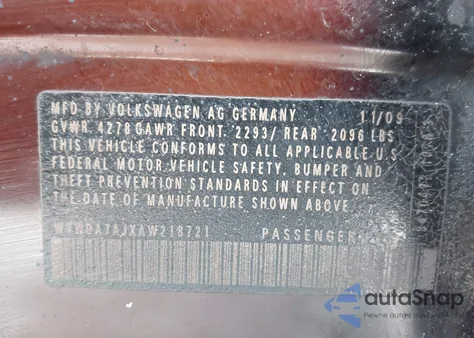 MFD BY VOLKSWAGEN AG GERMANY 11/09
GVWR 4278 GAWR FRONT. 2293/ REAR 2096 LBS
THIS VEHICLE CONFORMS TO ALL APPLICABLE U.S
FEDERAL MOTOR VEHICLE SAFETY, BUMPER AND
THEFT PREVENTION STANDARDS IN EFFECT ON
THE DATE OF MANUFACTURE SHOWN ABOVE.
PASSENGER
autoSnap